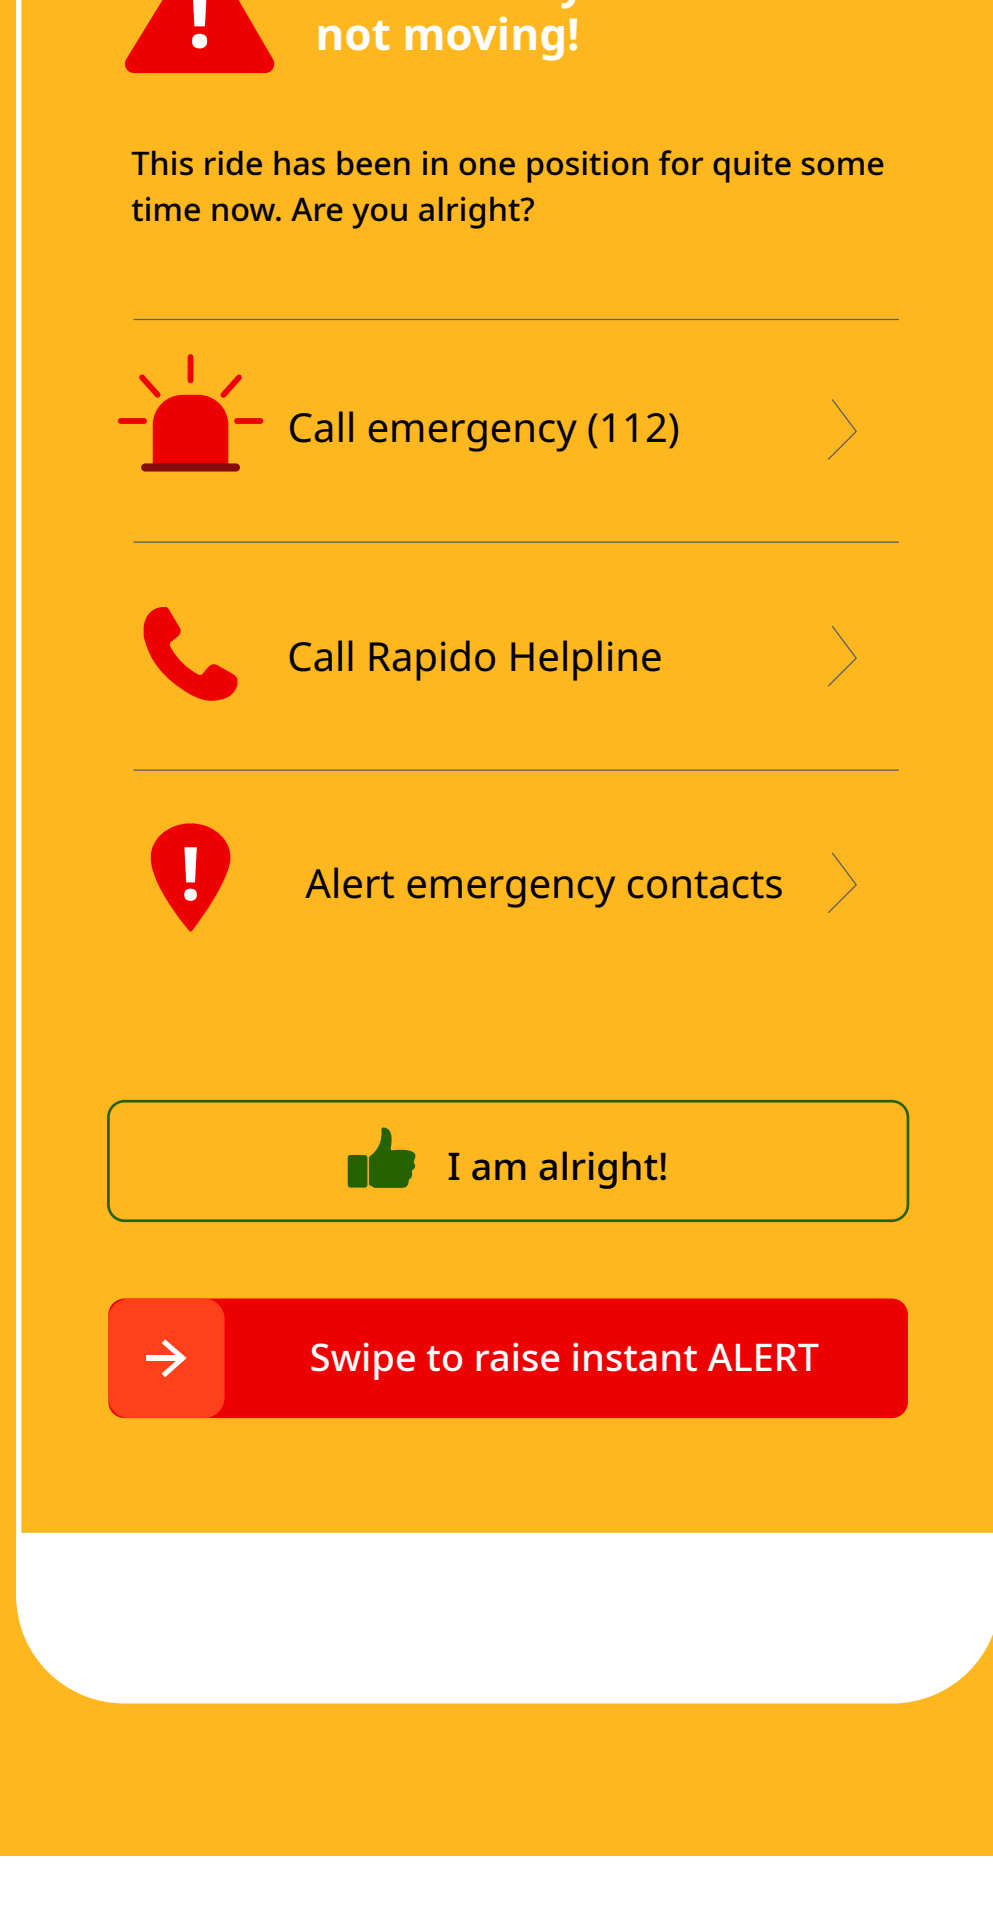 not moving!
This ride has been in one position for quite some
time now. Are you alright?
Call emergency (112)
Call Rapido Helpline
Alert emergency contacts
I am alright!
Swipe to raise instant ALERT